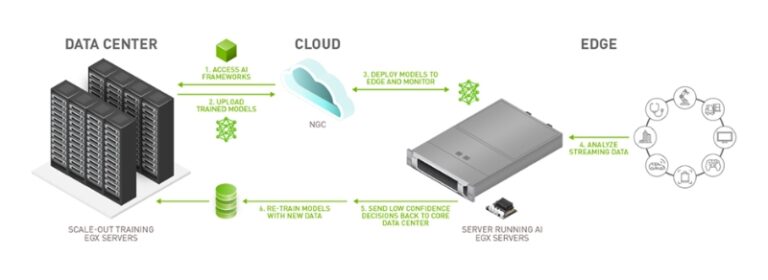 DATA CENTER
CLOUD
EDGE
1. ACCESS AI
FRAMEWORKS
2. UPLOAD
TRAINED MODELS
NGC
3. DEPLOY MODELS TO
EDGE AND MONITOR
4. ANALYZE
STREAMING DATA
5. SEND LOW CONFIDENCE
DECISIONS BACK TO CORE
DATA CENTER
6. RE-TRAIN MODELS
WITH NEW DATA
SCALE-OUT TRAINING
EGX SERVERS
SERVER RUNNING AI
EGX SERVERS